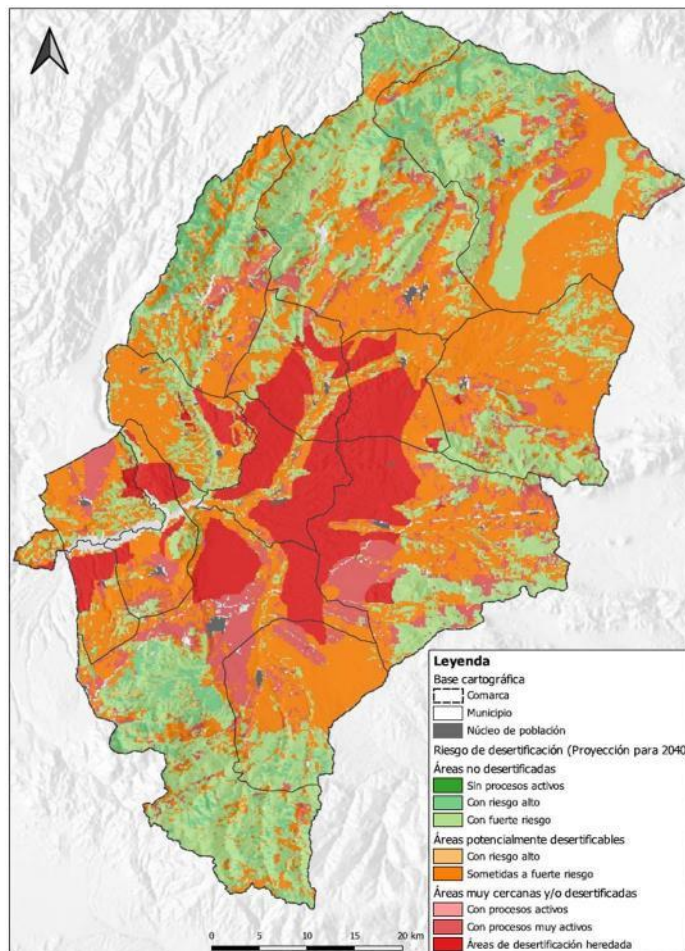 Leyenda
Base cartográfica
Comarca
Municipio
Núcleo de población
Riesgo de desertificación (Proyección para 2040
Áreas no desertificadas
Sin procesos activos
Con riesgo alto
Con fuerte riesgo
Áreas potencialmente desertificables
Con riesgo alto
Sometidas a fuerte riesgo
Áreas muy cercanas y/o desertificadas
Con procesos activos
Con procesos muy activos
Áreas de desertificación heredada
0 5 10 15 20 km